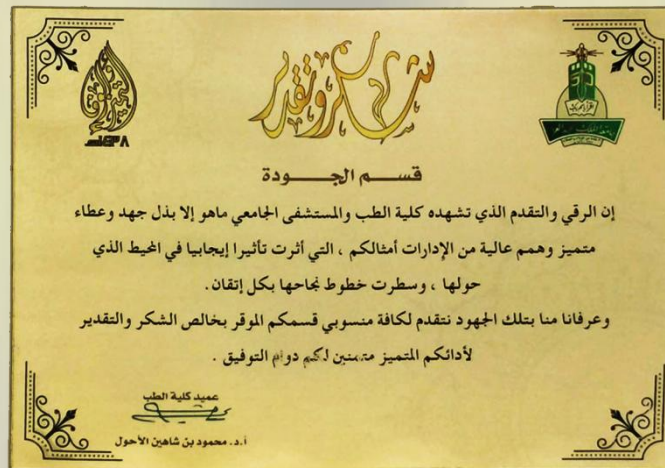 شكر وتقدير
١٤٣٨هـ
قسم الجودة
إن الرقي والتقدم الذي تشهده كلية الطب والمستشفى الجامعي ماهو إلا بذل جهد وعطاء
متميز وهمم عالية من الإدارات أمثالكم ، التي أثرت تأثيرا إيجابيا في المحيط الذي
حولها ، وسطرت خطوط نجاحها بكل إتقان .
وعرفانا منا بتلك الجهود نتقدم لكافة منسوبي قسمكم الموقر بخالص الشكر والتقدير
لأدائكم المتميز متمنين لكم دوام التوفيق .
عميد كلية الطب
أ.د. محمود بن شاهين الأحول